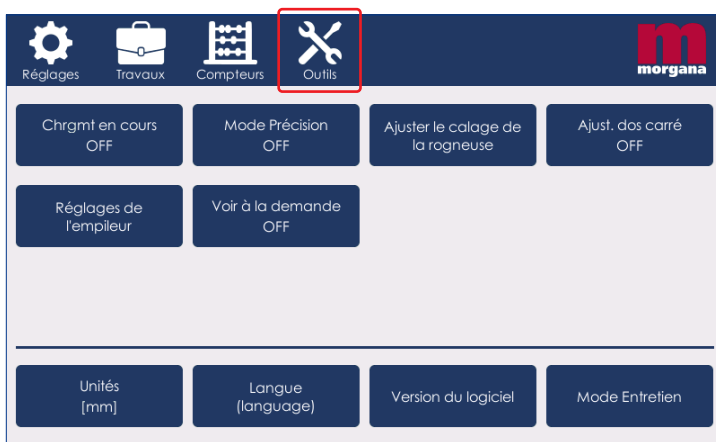 Réglages
Travaux
Compteurs
Outils
m
morgana
Chrgmt en cours
OFF
Mode Précision
OFF
Ajuster le calage de
la rogneuse
Ajust. dos carré
OFF
Réglages de
l'empileur
Voir à la demande
OFF
Unités
[mm]
Langue
(language)
Version du logiciel
Mode Entretien